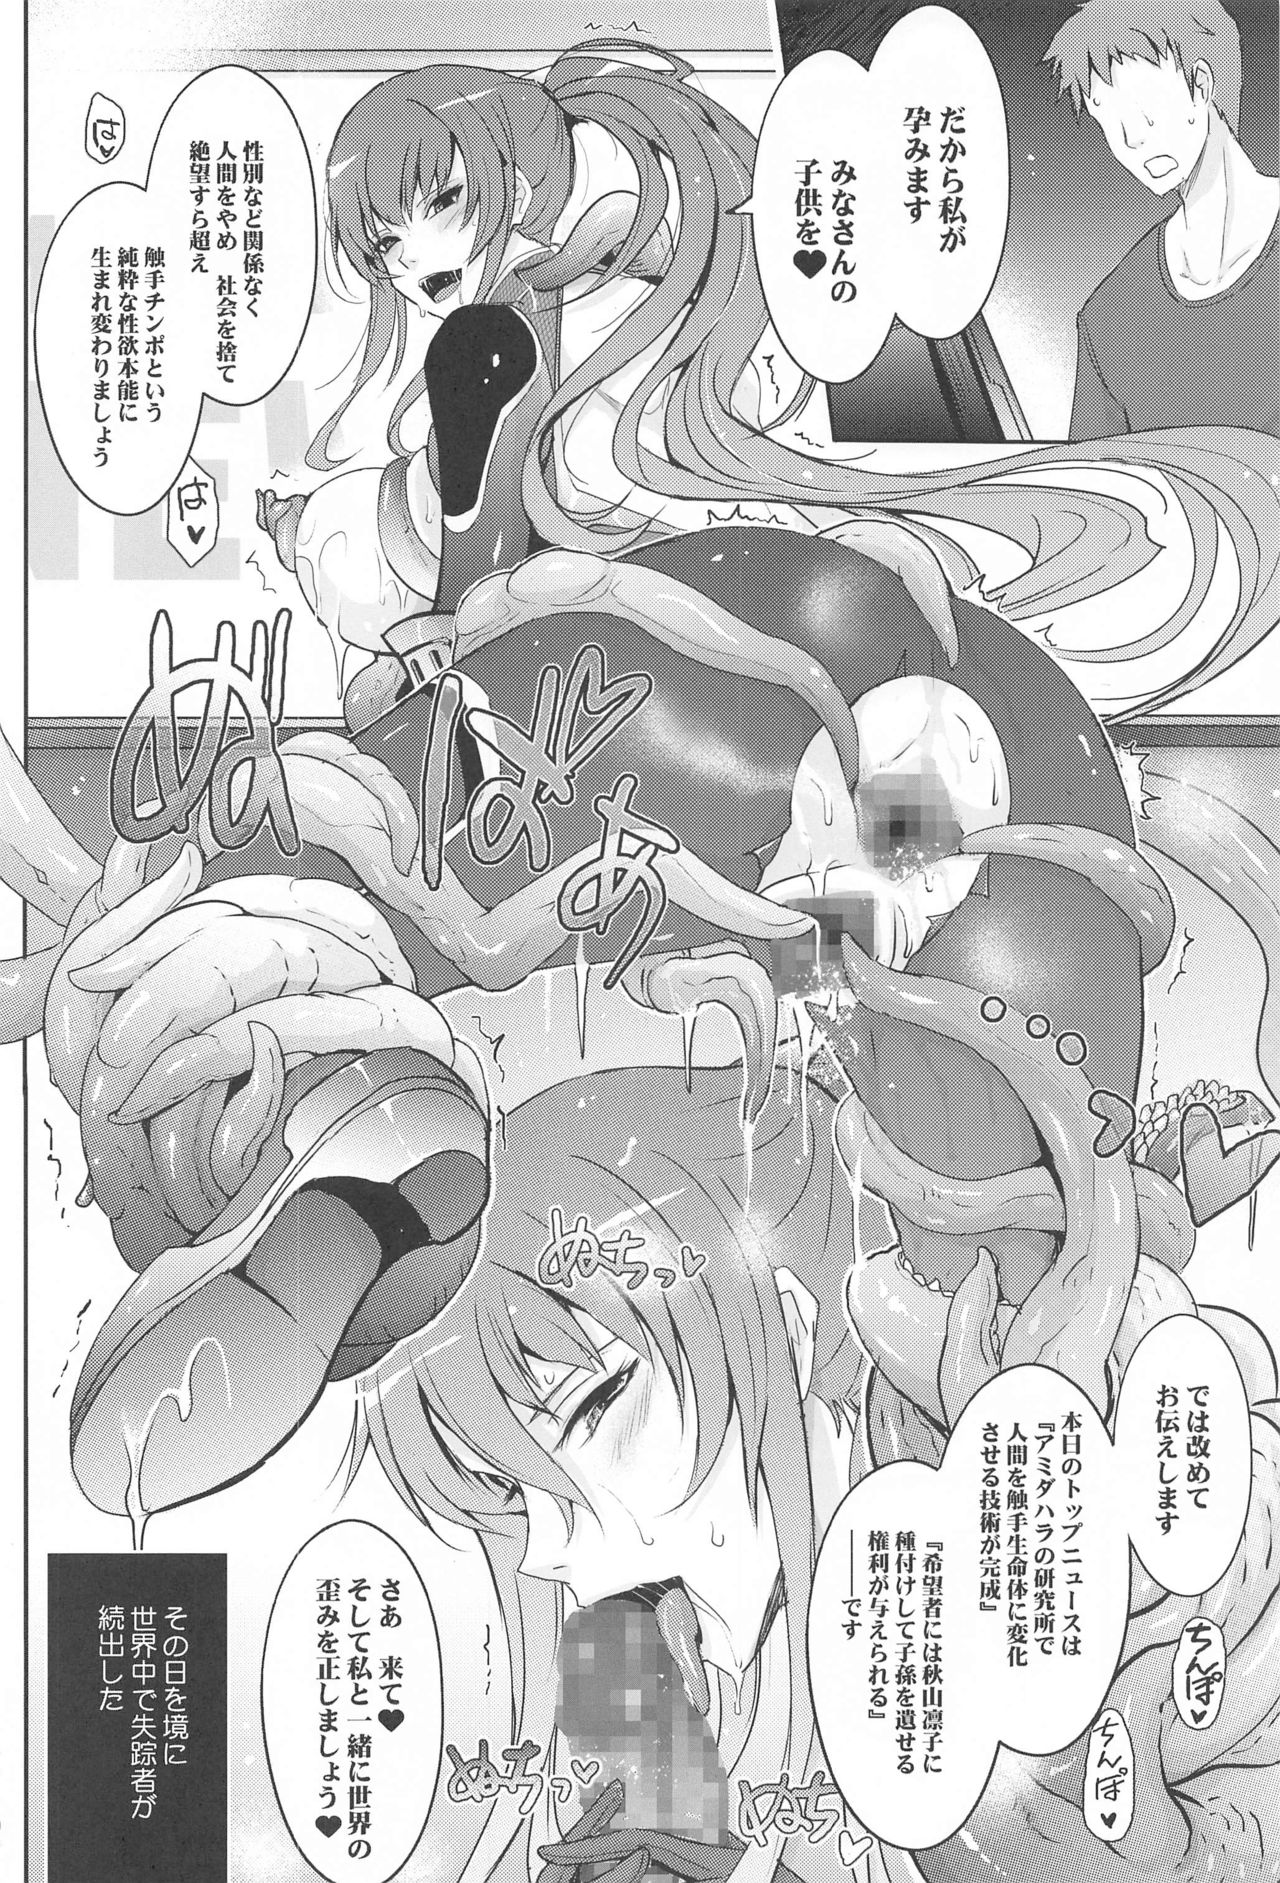 だから私が
孕みます
みなさんの
子供を♥
性別など関係なく
人間をやめ　社会を捨て
絶望すら超え
触手チンポという
純粋な性欲本能に
生まれ変わりましょう
は♥
は♥
あ
ぬちっ♥
では改めて
お伝えします
本日のトップニュースは
『アミダハラの研究所で
人間を触手生命体に変化
させる技術が完成』
『希望者には秋山凛子に
種付けして子孫を遺せる
権利が与えられる』
───です
ちんぽ♥
ちんぽ♥
さあ　来て♥
そして私と一緒に世界の
歪みを正しましょう♥
ぬちっ♥
ぬち♥
その日を境に
世界中で失踪者が
続出した